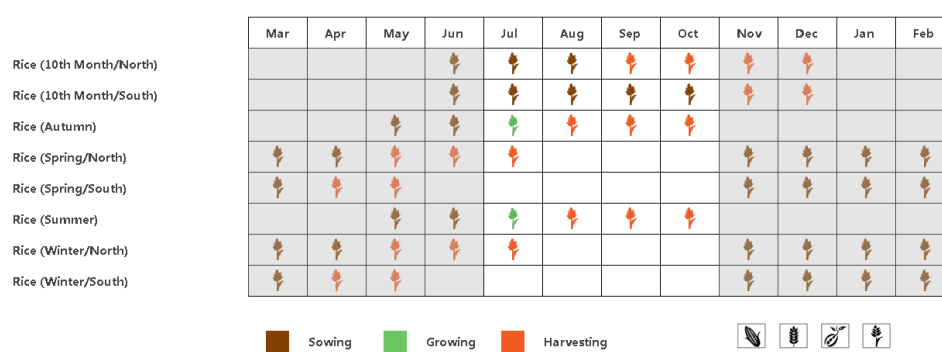 Mar Apr May Jun Jul Aug Sep Oct Nov Dec Jan Feb
Rice (10th Month/North)
Rice (10th Month/South)
Rice (Autumn)
Rice (Spring/North)
Rice (Spring/South)
Rice (Summer)
Rice (Winter/North)
Rice (Winter/South)
Sowing Growing Harvesting